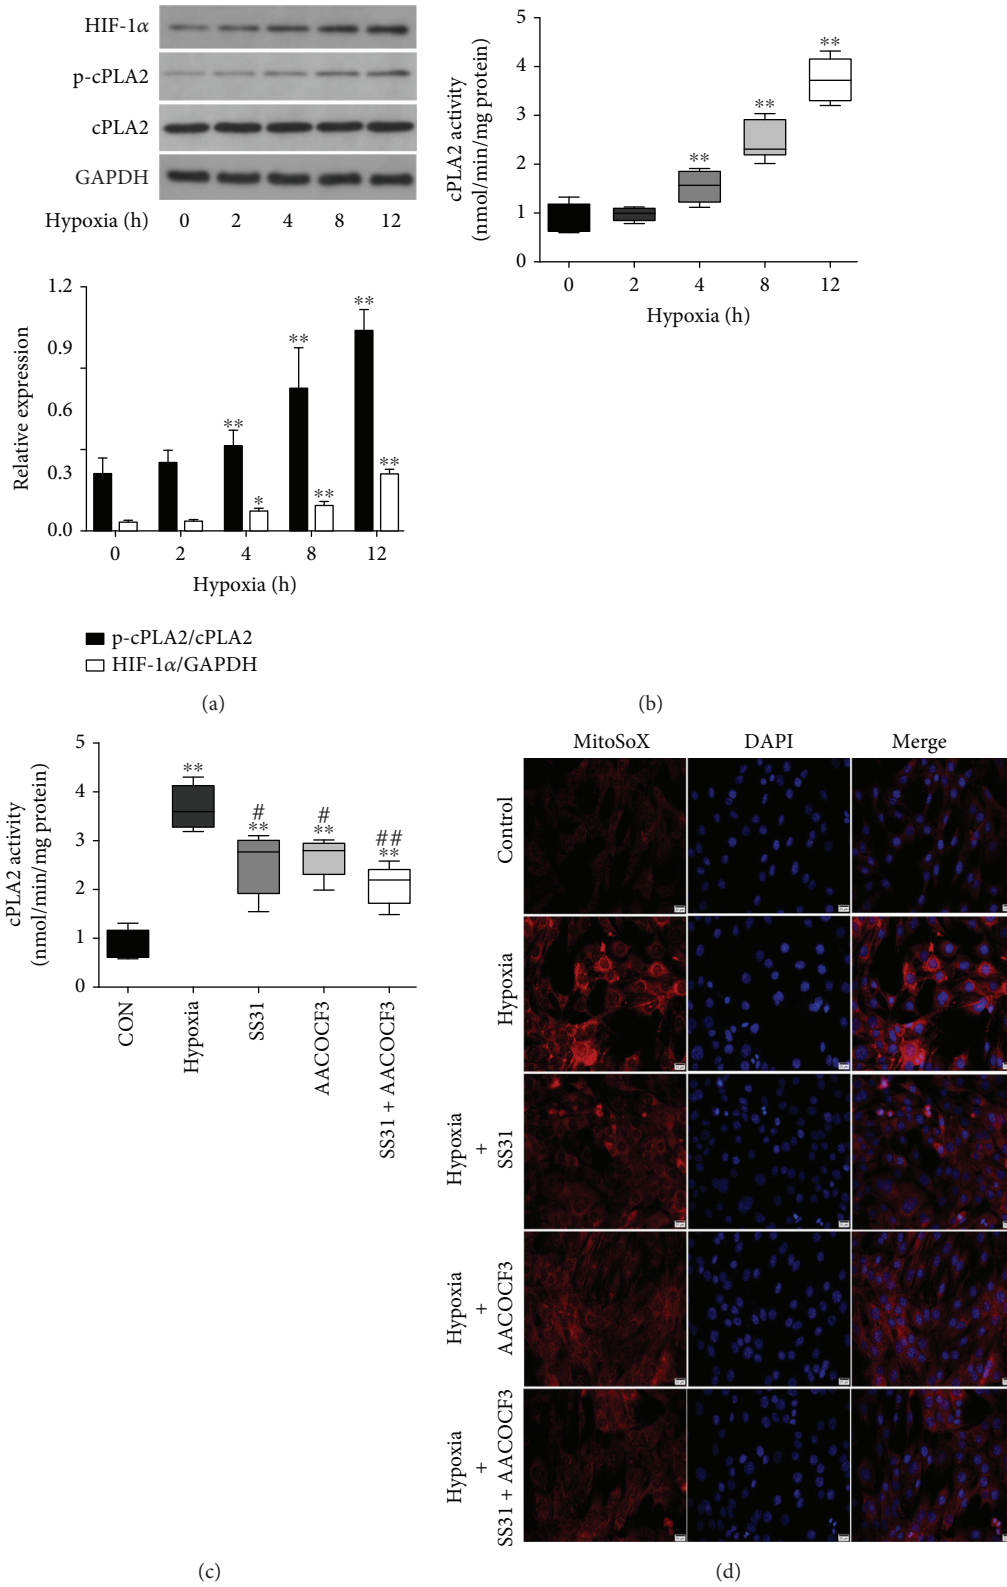 HIF-1α
p-cPLA2
cPLA2
GAPDH
Hypoxia (h) 0 2 4 8 12
1.2
0.9
0.6
0.3
0.0
Relative expression
** ** ** * ** **
0 2 4 8 12
Hypoxia (h)
p-cPLA2/cPLA2
HIF-1α/GAPDH
(a)
5
4
3
2
1
0
cPLA2 activity
(nmol/min/mg protein)
** ** **
0 2 4 8 12
Hypoxia (h)
(b)
5
4
3
2
1
0
cPLA2 activity
(nmol/min/mg protein)
**
# # ##
** ** **
CON
Hypoxia
SS31
AACOCF3
SS31 + AACOCF3
(c)
MitoSoX DAPI Merge
Control
Hypoxia
Hypoxia
+
SS31
Hypoxia
+
AACOCF3
Hypoxia
+
SS31 + AACOCF3
(d)